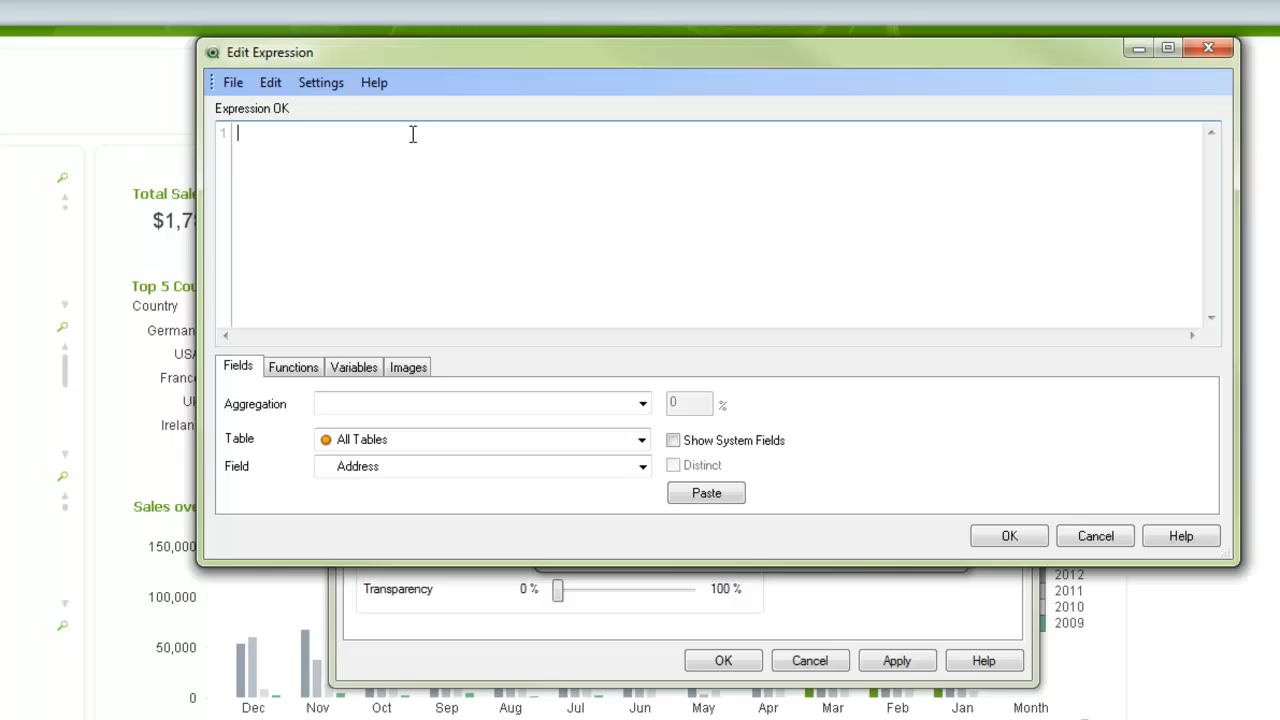 Edit Expression
File Edit Settings Help
Expression OK
1
Total Sal
$1,7
Top 5 Cou
Country
German
USA
France
Uk
Irelan
Fields Functions Variables Images
Aggregation 0 %
Table All Tables Show System Fields
Field Address Distinct
Paste
OK Cancel Help
Sales ov
150,000
100,000
50,000
0
Transparency 0 % 100 %
2012
2011
2010
2009
OK Cancel Apply Help
Dec Nov Oct Sep Aug Jul Jun May Apr Mar Feb Jan Month